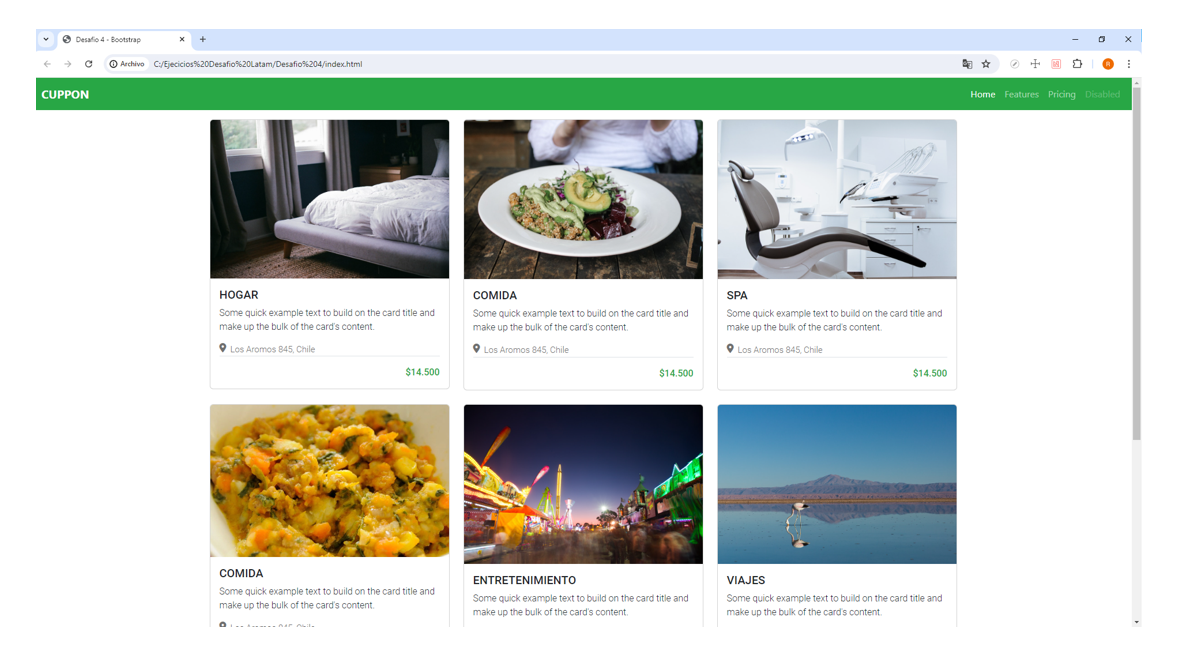 Desafio 4 - Bootstrap
Archivo C:/Ejecicios%20Desafio%20Latam/Desafio%204/index.html
R
CUPPON
Home Features Pricing Disabled
HOGAR
Some quick example text to build on the card title and
make up the bulk of the card's content.
Los Aromos 845, Chile
$14.500
COMIDA
Some quick example text to build on the card title and
make up the bulk of the card's content.
Los Aromos 845, Chile
$14.500
SPA
Some quick example text to build on the card title and
make up the bulk of the card's content.
Los Aromos 845, Chile
$14.500
COMIDA
Some quick example text to build on the card title and
make up the bulk of the card's content.
Los Aromos 845, Chile
ENTRETENIMIENTO
Some quick example text to build on the card title and
make up the bulk of the card's content.
VIAJES
Some quick example text to build on the card title and
make up the bulk of the card's content.